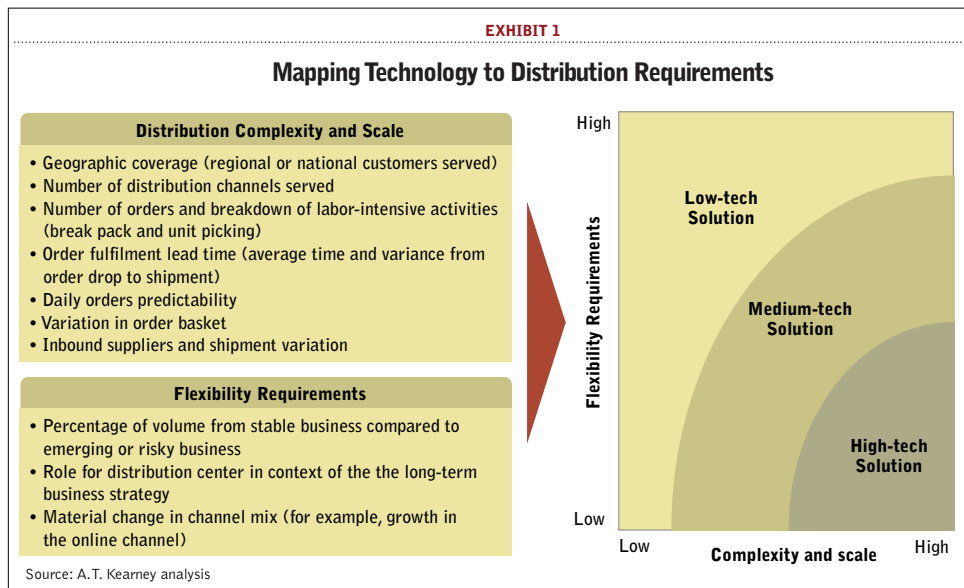 EXHIBIT 1
Mapping Technology to Distribution Requirements
Distribution Complexity and Scale
• Geographic coverage (regional or national customers served)
• Number of distribution channels served
• Number of orders and breakdown of labor-intensive activities
(break pack and unit picking)
• Order fulfilment lead time (average time and variance from
order drop to shipment)
• Daily orders predictability
• Variation in order basket
• Inbound suppliers and shipment variation
Flexibility Requirements
• Percentage of volume from stable business compared to
emerging or risky business
• Role for distribution center in context of the the long-term
business strategy
• Material change in channel mix (for example, growth in
the online channel)
High
Flexibility Requirements
Low
Low-tech
Solution
Medium-tech
Solution
High-tech
Solution
Low
Complexity and scale
High
Source: A.T. Kearney analysis